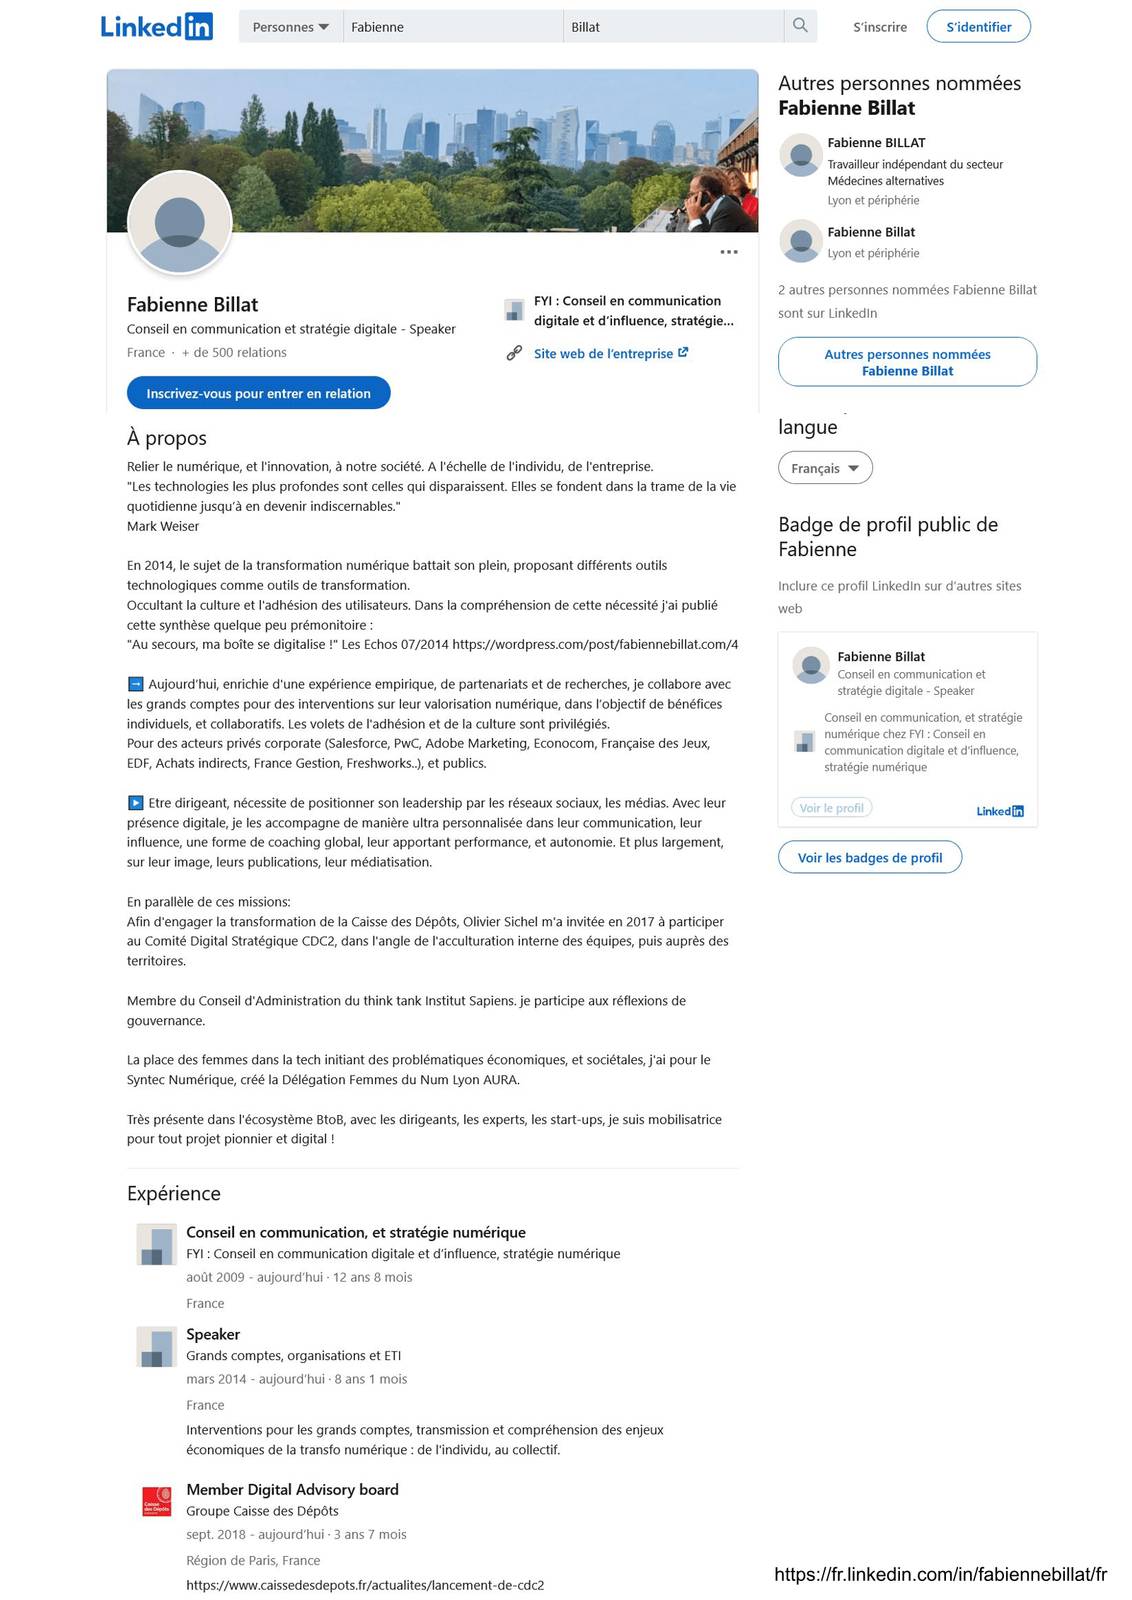 LinkedIn
Personnes
Fabienne
Billat
S'inscrire
S'identifier
Fabienne Billat
Conseil en communication et stratégie digitale - Speaker
France · + de 500 relations
Inscrivez-vous pour entrer en relation
FYI : Conseil en communication
digitale et d'influence, stratégie...
Site web de l'entreprise
À propos
Relier le numérique, et l'innovation, à notre société. A l'échelle de l'individu, de l'entreprise.
"Les technologies les plus profondes sont celles qui disparaissent. Elles se fondent dans la trame de la vie
quotidienne jusqu'à en devenir indiscernables."
Mark Weiser
En 2014, le sujet de la transformation numérique battait son plein, proposant différents outils
technologiques comme outils de transformation.
Occultant la culture et l'adhésion des utilisateurs. Dans la compréhension de cette nécessité j'ai publié
cette synthèse quelque peu prémonitoire :
"Au secours, ma boîte se digitalise !" Les Echos 07/2014 https://wordpress.com/post/fabiennebillat.com/4
➡ Aujourd'hui, enrichie d'une expérience empirique, de partenariats et de recherches, je collabore avec
les grands comptes pour des interventions sur leur valorisation numérique, dans l'objectif de bénéfices
individuels, et collaboratifs. Les volets de l'adhésion et de la culture sont privilégiés.
Pour des acteurs privés corporate (Salesforce, PwC, Adobe Marketing, Econocom, Française des Jeux,
EDF, Achats indirects, France Gestion, Freshworks..), et publics.
▶ Etre dirigeant, nécessite de positionner son leadership par les réseaux sociaux, les médias. Avec leur
présence digitale, je les accompagne de manière ultra personnalisée dans leur communication, leur
influence, une forme de coaching global, leur apportant performance, et autonomie. Et plus largement,
sur leur image, leurs publications, leur médiatisation.
En parallèle de ces missions:
Afin d'engager la transformation de la Caisse des Dépôts, Olivier Sichel m'a invitée en 2017 à participer
au Comité Digital Stratégique CDC2, dans l'angle de l'acculturation interne des équipes, puis auprès des
territoires.
Membre du Conseil d'Administration du think tank Institut Sapiens. je participe aux réflexions de
gouvernance.
La place des femmes dans la tech initiant des problématiques économiques, et sociétales, j'ai pour le
Syntec Numérique, créé la Délégation Femmes du Num Lyon AURA.
Très présente dans l'écosystème BtoB, avec les dirigeants, les experts, les start-ups, je suis mobilisatrice
pour tout projet pionnier et digital !
Expérience
Conseil en communication, et stratégie numérique
FYI : Conseil en communication digitale et d'influence, stratégie numérique
août 2009 - aujourd'hui · 12 ans 8 mois
France
Speaker
Grands comptes, organisations et ETI
mars 2014 - aujourd'hui · 8 ans 1 mois
France
Interventions pour les grands comptes, transmission et compréhension des enjeux
économiques de la transfo numérique : de l'individu, au collectif.
Caisse
des Dépôts
Member Digital Advisory board
Groupe Caisse des Dépôts
sept. 2018 - aujourd'hui · 3 ans 7 mois
Région de Paris, France
https://www.caissedesdepots.fr/actualites/lancement-de-cdc2
Autres personnes nommées
Fabienne Billat
Fabienne BILLAT
Travailleur indépendant du secteur
Médecines alternatives
Lyon et périphérie
Fabienne Billat
Lyon et périphérie
2 autres personnes nommées Fabienne Billat
sont sur LinkedIn
Autres personnes nommées
Fabienne Billat
langue
Français
Badge de profil public de
Fabienne
Inclure ce profil LinkedIn sur d'autres sites
web
Fabienne Billat
Conseil en communication et
stratégie digitale - Speaker
Conseil en communication, et stratégie
numérique chez FYI : Conseil en
communication digitale et d'influence,
stratégie numérique
Voir le profil
LinkedIn
Voir les badges de profil
https://fr.linkedin.com/in/fabiennebillat/fr